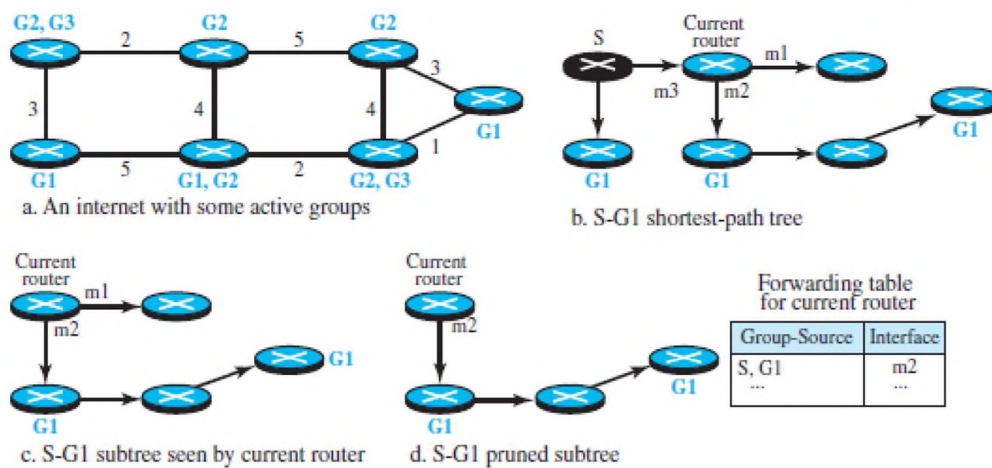 G2, G3
G2
G2
2
5
3
3
4
4
G1
1
G1
5
G1, G2
2
G2, G3
a. An internet with some active groups
S
Current
router
m1
m3
m2
G1
G1
G1
b. S-G1 shortest-path tree
Current
router
m1
m2
G1
G1
c. S-G1 subtree seen by current router
Current
router
m2
G1
G1
d. S-G1 pruned subtree
Forwarding table
for current router
Group-Source Interface
S, G1 m2
... ...